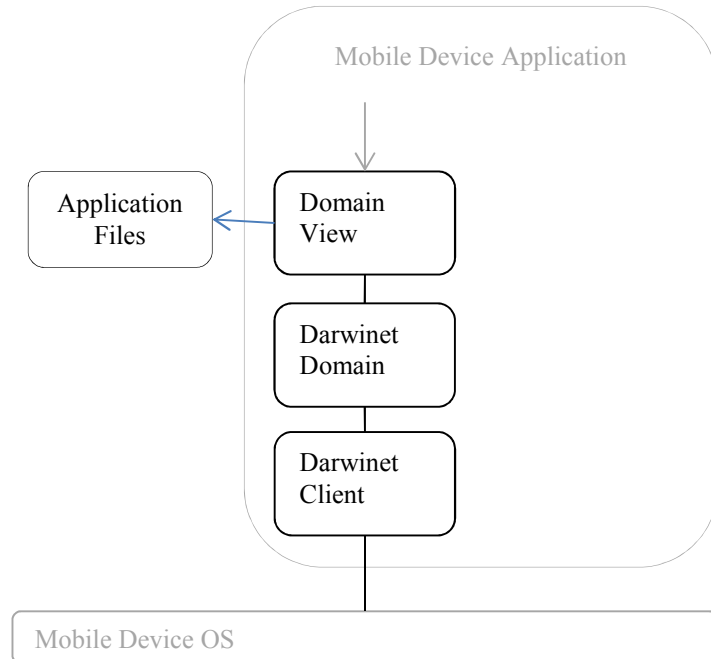 Mobile Device Application
Application
Files
Domain
View
Darwinet
Domain
Darwinet
Client
Mobile Device OS